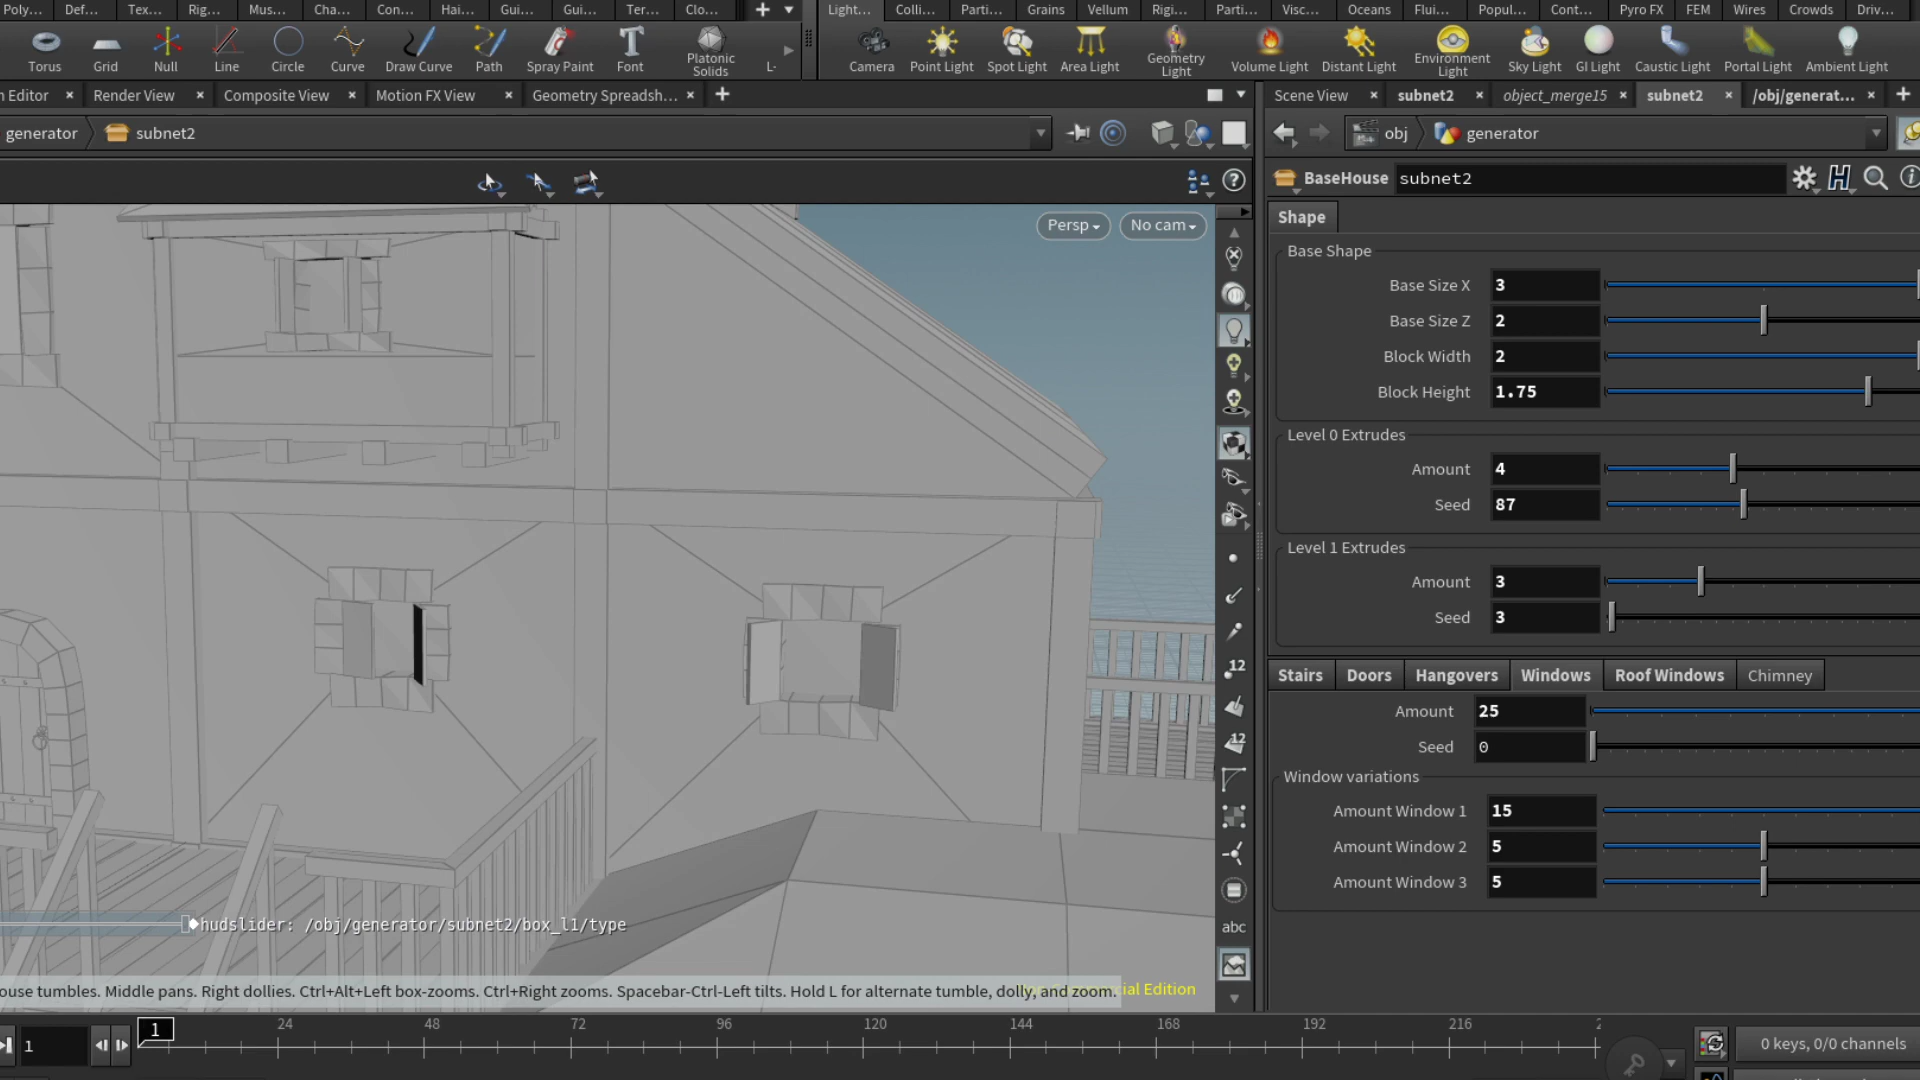 Poly... Def... Tex... Rig... Mus... Cha... Con... Hai... Gui... Gui... Ter... Clo...
Light... Colli... Parti... Grains Vellum Rigi... Parti... Visc... Oceans Flui... Popul... Cont... Pyro FX FEM Wires Crowds Driv...
Torus Grid Null Line Circle Curve Draw Curve Path Spray Paint Font Platonic Solids L-
Camera Point Light Spot Light Area Light Geometry Light Volume Light Distant Light Environment Light Sky Light GI Light Caustic Light Portal Light Ambient Light
n Editor Render View Composite View Motion FX View Geometry Spreadsh...
Scene View subnet2 object_merge15 subnet2 /obj/generat...
generator subnet2
obj generator
BaseHouse subnet2
Persp No cam
Shape
Base Shape
Base Size X 3
Base Size Z 2
Block Width 2
Block Height 1.75
Level 0 Extrudes
Amount 4
Seed 87
Level 1 Extrudes
Amount 3
Seed 3
Stairs Doors Hangovers Windows Roof Windows Chimney
Amount 25
Seed 0
Window variations
Amount Window 1 15
Amount Window 2 5
Amount Window 3 5
12
12
abc
hudslider: /obj/generator/subnet2/box_l1/type
ouse tumbles. Middle pans. Right dollies. Ctrl+Alt+Left box-zooms. Ctrl+Right zooms. Spacebar-Ctrl-Left tilts. Hold L for alternate tumble, dolly, and zoom.
cial Edition
1 1 24 48 72 96 120 144 168 192 216 2
0 keys, 0/0 channels